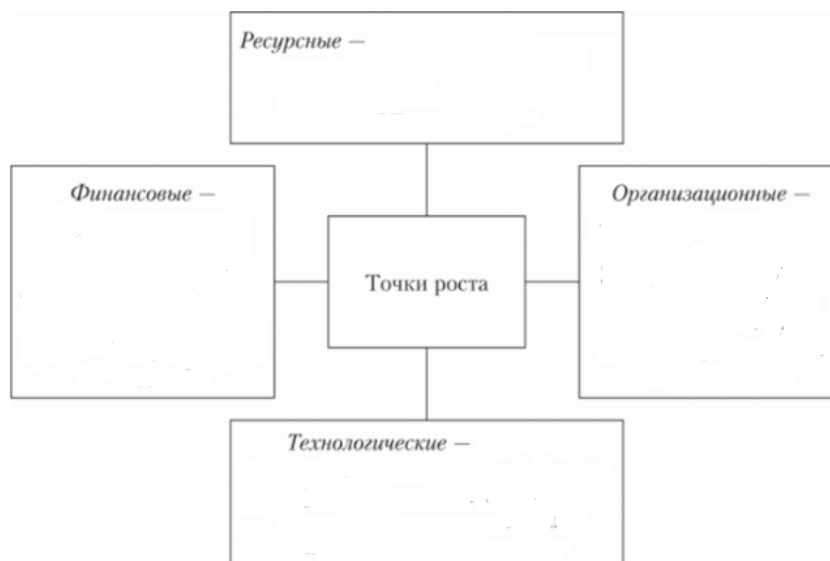 Ресурсные —
Финансовые —
Организационные —
Точки роста
Технологические —